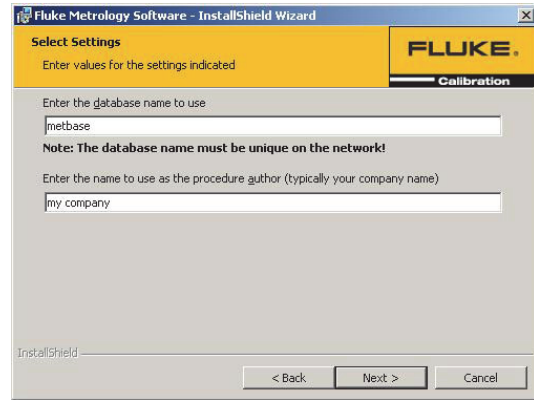 Fluke Metrology Software - InstallShield Wizard
Select Settings
Enter values for the settings indicated
FLUKE.
Calibration
Enter the database name to use
metbase
Note: The database name must be unique on the network!
Enter the name to use as the procedure author (typically your company name)
my company
InstallShield
< Back Next > Cancel